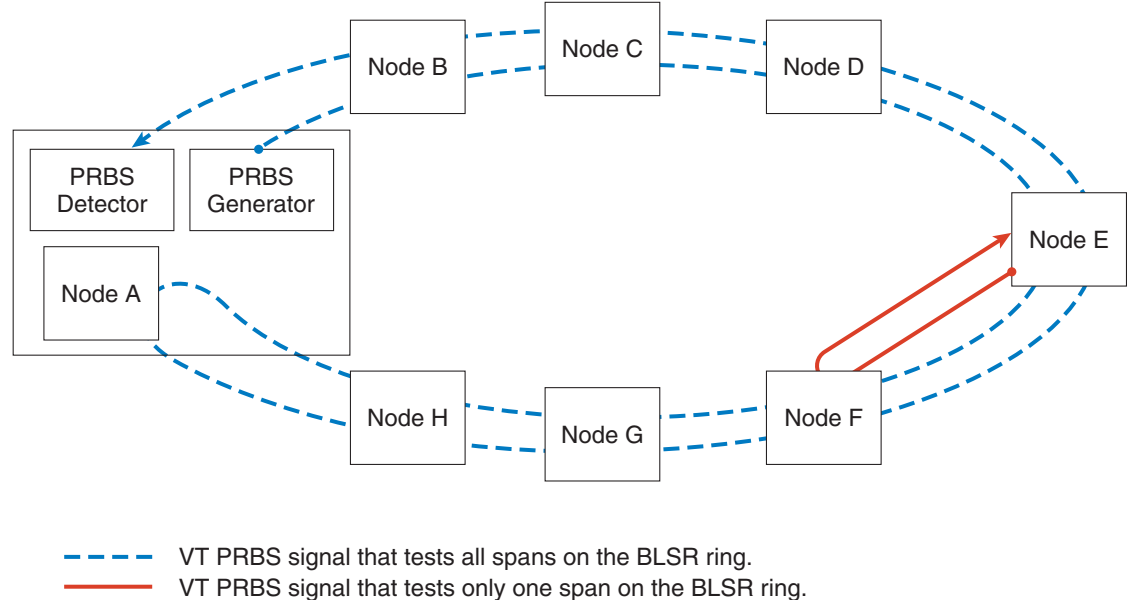 Node C
Node B
Node D
PRBS
Detector
PRBS
Generator
Node E
Node A
Node H
Node G
Node F
VT PRBS signal that tests all spans on the BLSR ring.
VT PRBS signal that tests only one span on the BLSR ring.